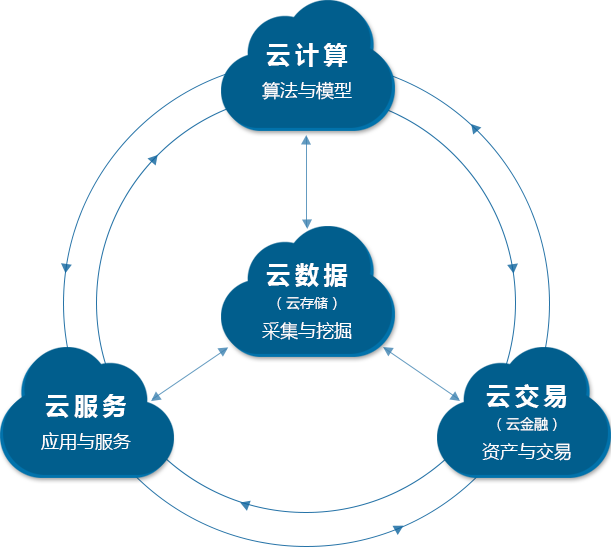 云计算
算法与模型
云数据
（云存储）
采集与挖掘
云服务
应用与服务
云交易
（云金融）
资产与交易